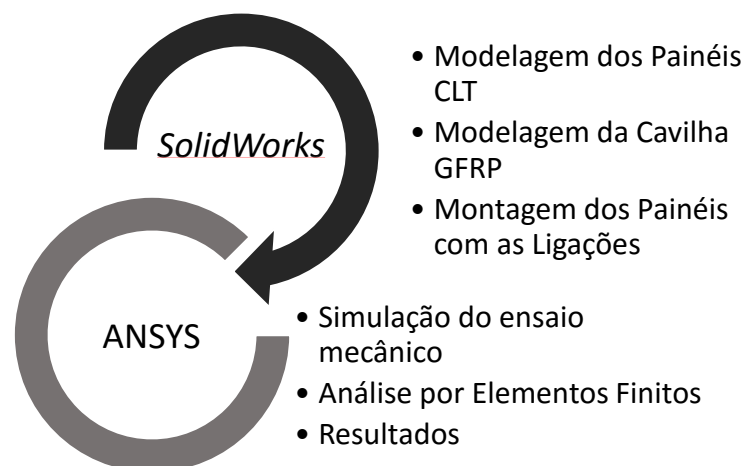 SolidWorks
• Modelagem dos Painéis
CLT
• Modelagem da Cavilha
GFRP
• Montagem dos Painéis
com as Ligações
ANSYS
• Simulação do ensaio
mecânico
• Análise por Elementos Finitos
• Resultados